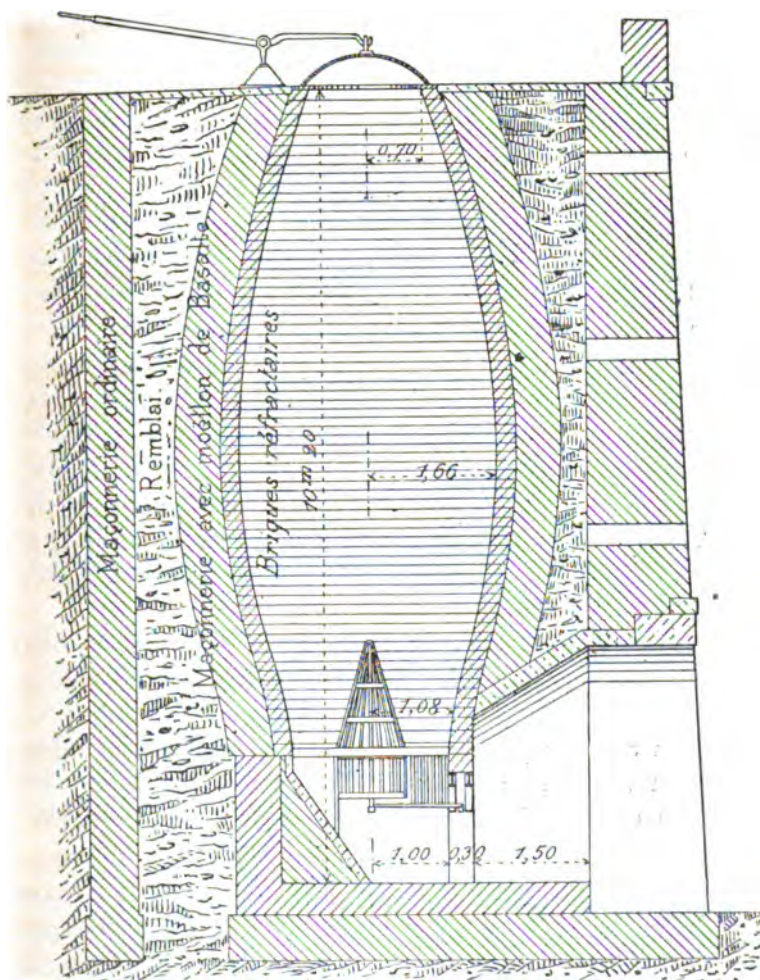 0,70
Maçonnerie ordinaire
Remblai
Maçonnerie avec moëllon de Basalte
Briques réfractaires
10m 20
1,66
1,08
1,00
0,30
1,50